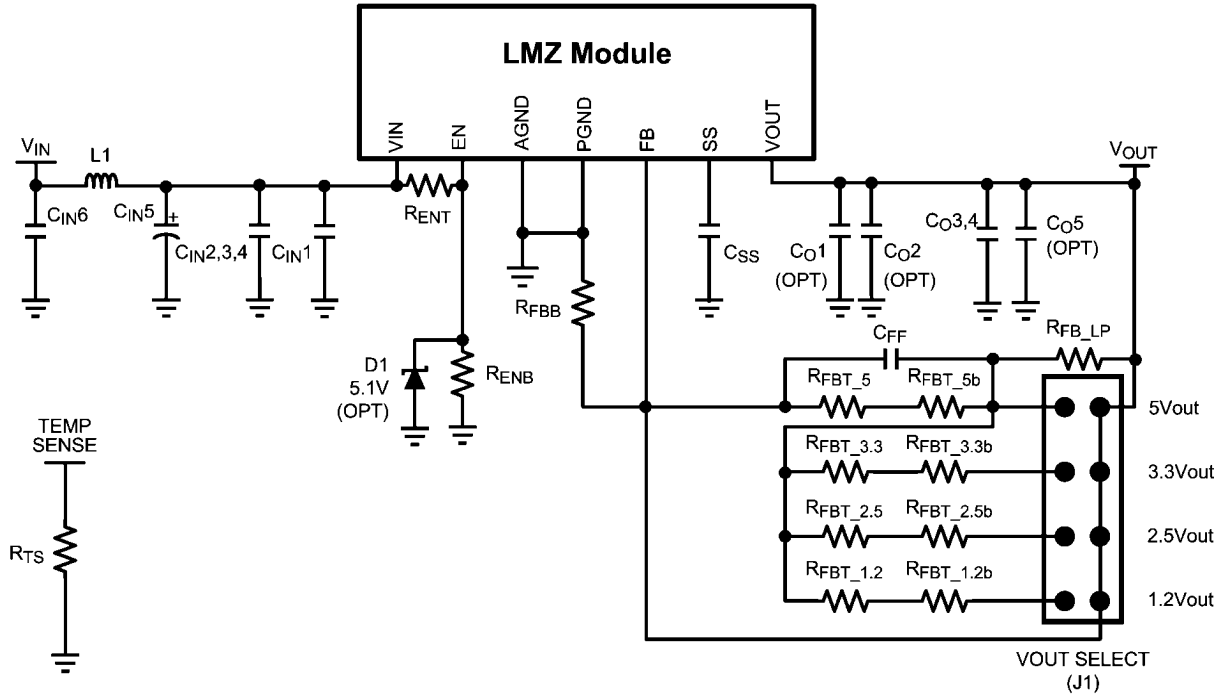 LMZ Module
VIN
EN
AGND
PGND
FB
SS
VOUT
VIN
L1
CIN6
CIN5
+
CIN2,3,4
CIN1
RENT
CSS
CO1
(OPT)
CO2
(OPT)
CO3,4
CO5
(OPT)
VOUT
RFBB
D1
5.1V
(OPT)
RENB
CFF
RFB_LP
RFBT_5
RFBT_5b
5Vout
RFBT_3.3
RFBT_3.3b
3.3Vout
RFBT_2.5
RFBT_2.5b
2.5Vout
RFBT_1.2
RFBT_1.2b
1.2Vout
TEMP
SENSE
RTS
VOUT SELECT
(J1)